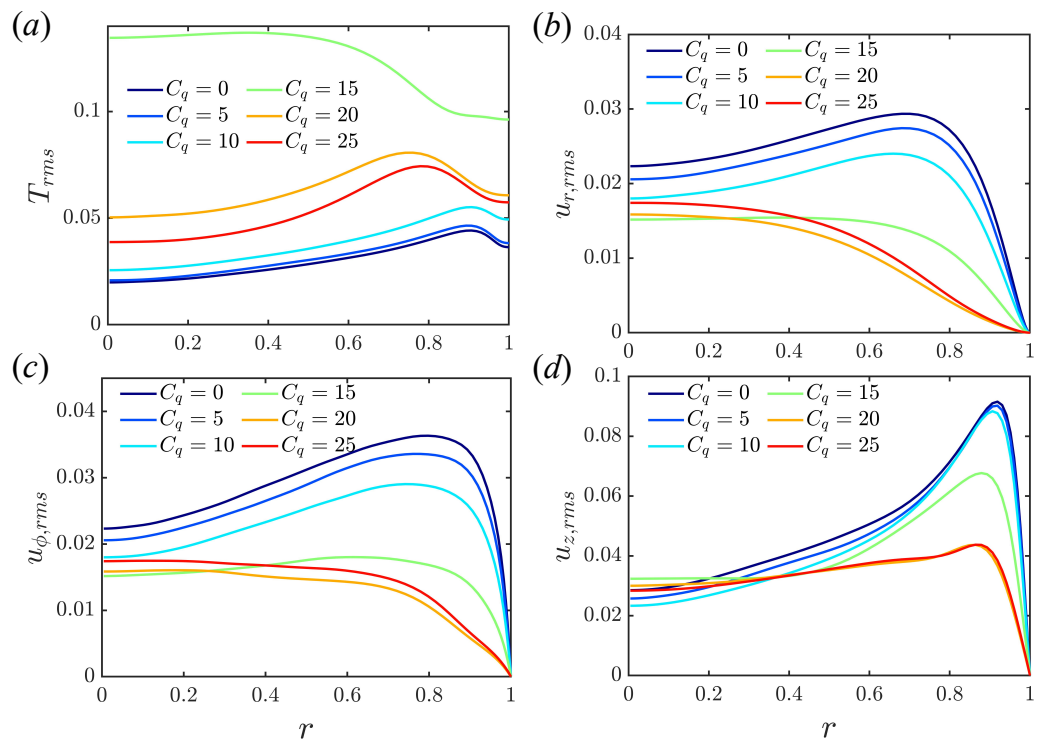 (a)
T_rms
0.1
0.05
0
C_q = 0
C_q = 5
C_q = 10
C_q = 15
C_q = 20
C_q = 25
0 0.2 0.4 0.6 0.8 1
(b)
u_r,rms
0.04
0.03
0.02
0.01
0
C_q = 0
C_q = 5
C_q = 10
C_q = 15
C_q = 20
C_q = 25
0 0.2 0.4 0.6 0.8 1
(c)
u_ϕ,rms
0.04
0.03
0.02
0.01
0
C_q = 0
C_q = 5
C_q = 10
C_q = 15
C_q = 20
C_q = 25
0 0.2 0.4 0.6 0.8 1
r
(d)
u_z,rms
0.1
0.08
0.06
0.04
0.02
0
C_q = 0
C_q = 5
C_q = 10
C_q = 15
C_q = 20
C_q = 25
0 0.2 0.4 0.6 0.8 1
r